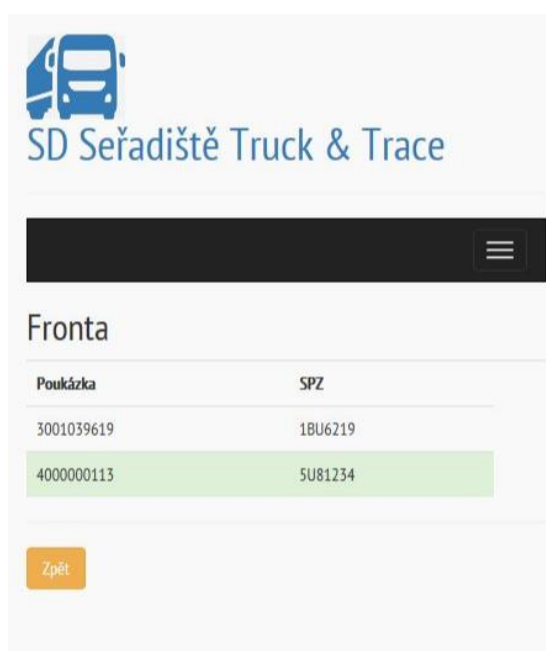 SD Seřadiště Truck & Trace
Fronta
Poukázka SPZ
3001039619 1BU6219
4000000113 5U81234
Zpět